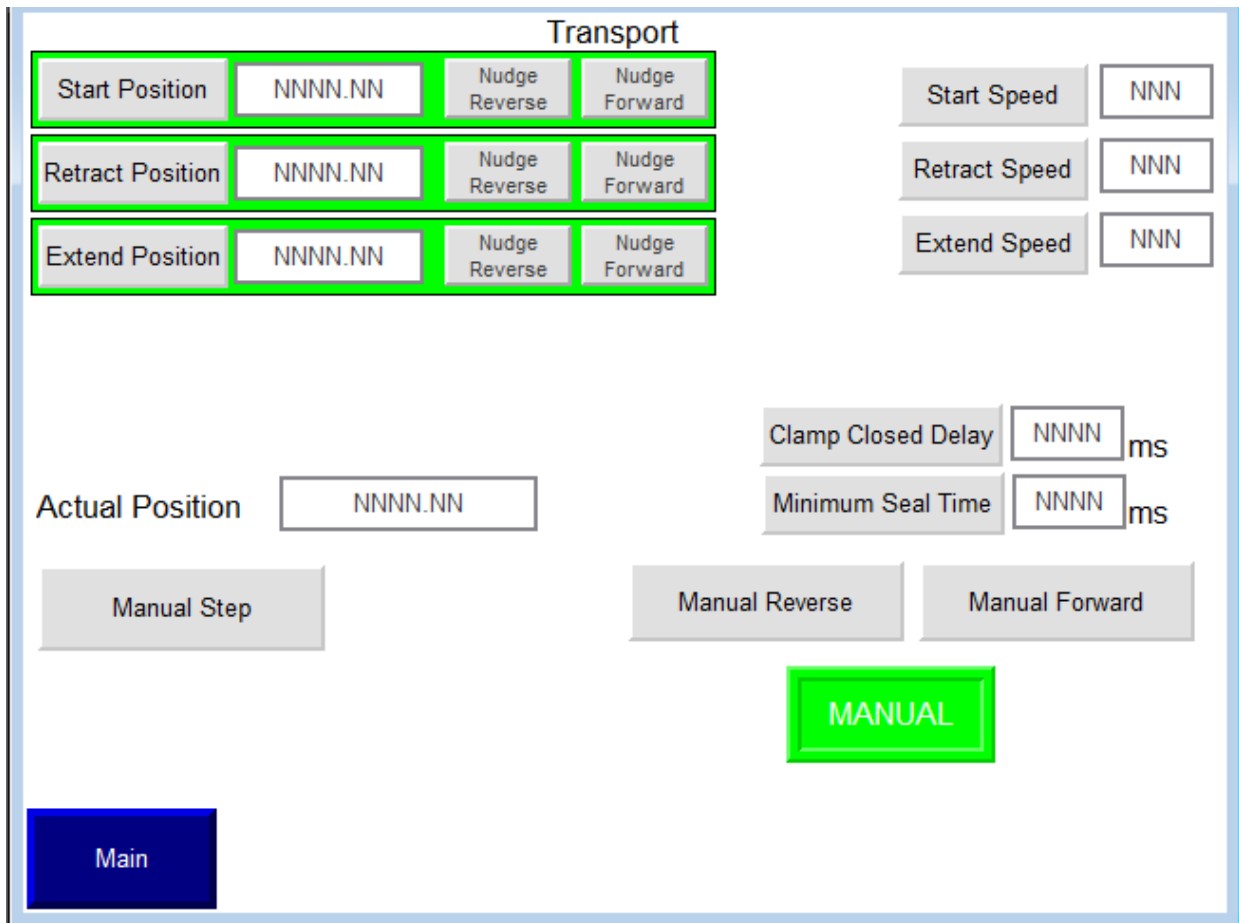 Transport
Start Position NNNN.NN Nudge Reverse Nudge Forward Start Speed NNN
Retract Position NNNN.NN Nudge Reverse Nudge Forward Retract Speed NNN
Extend Position NNNN.NN Nudge Reverse Nudge Forward Extend Speed NNN
Clamp Closed Delay NNNN ms
Actual Position NNNN.NN Minimum Seal Time NNNN ms
Manual Step Manual Reverse Manual Forward
MANUAL
Main